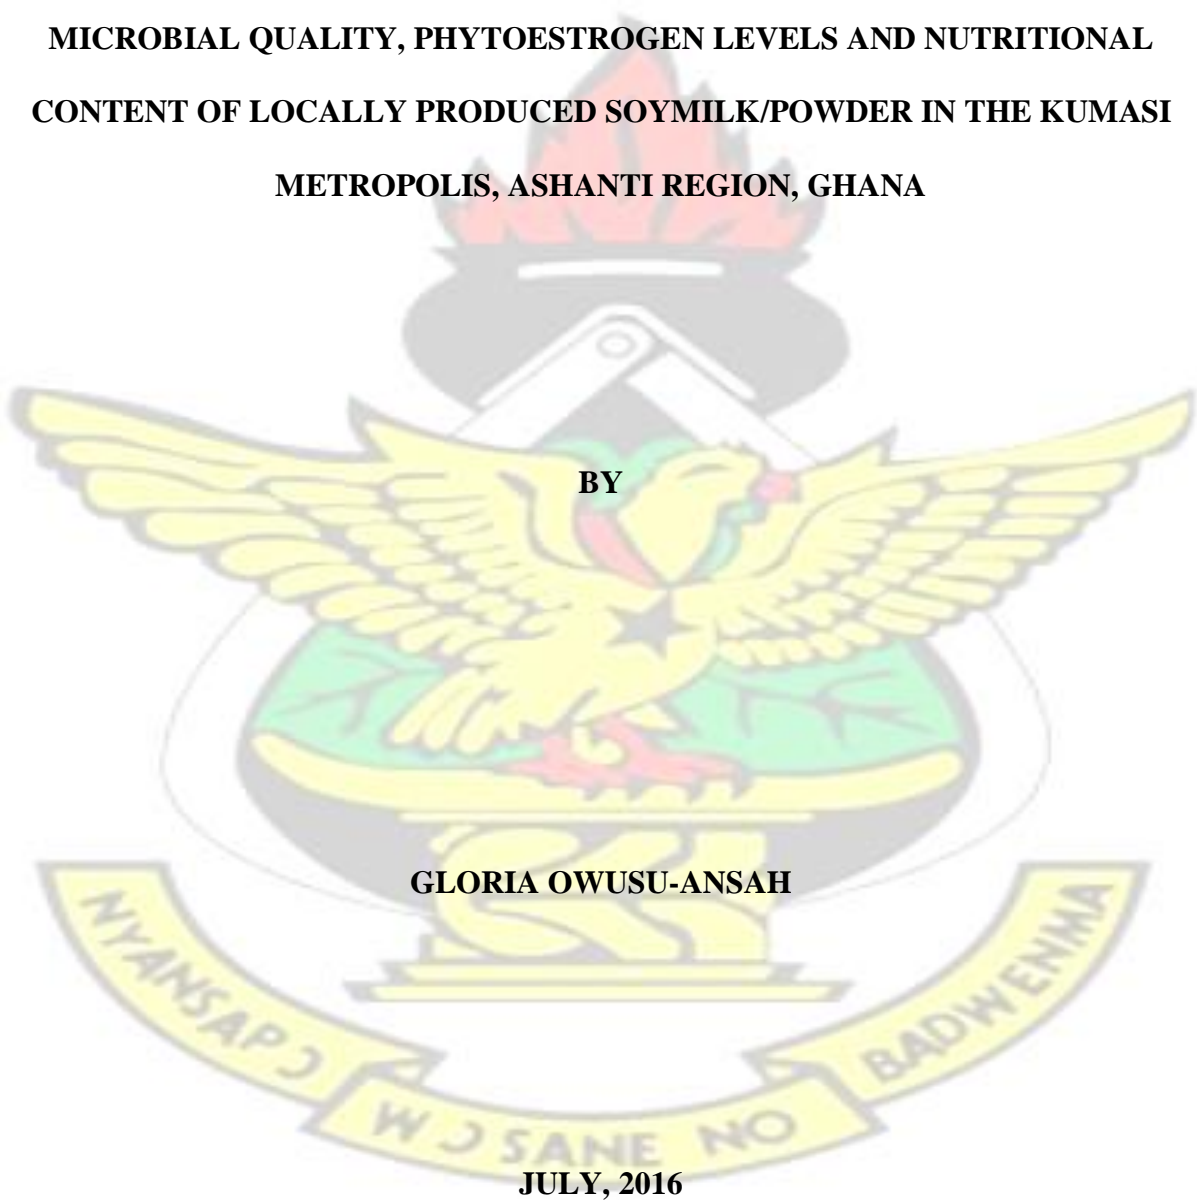 MICROBIAL QUALITY, PHYTOESTROGEN LEVELS AND NUTRITIONAL
CONTENT OF LOCALLY PRODUCED SOYMILK/POWDER IN THE KUMASI
METROPOLIS, ASHANTI REGION, GHANA
BY
GLORIA OWUSU-ANSAH
NYANSAPƆ
WƆSANE NO
BADWENMA
JULY, 2016